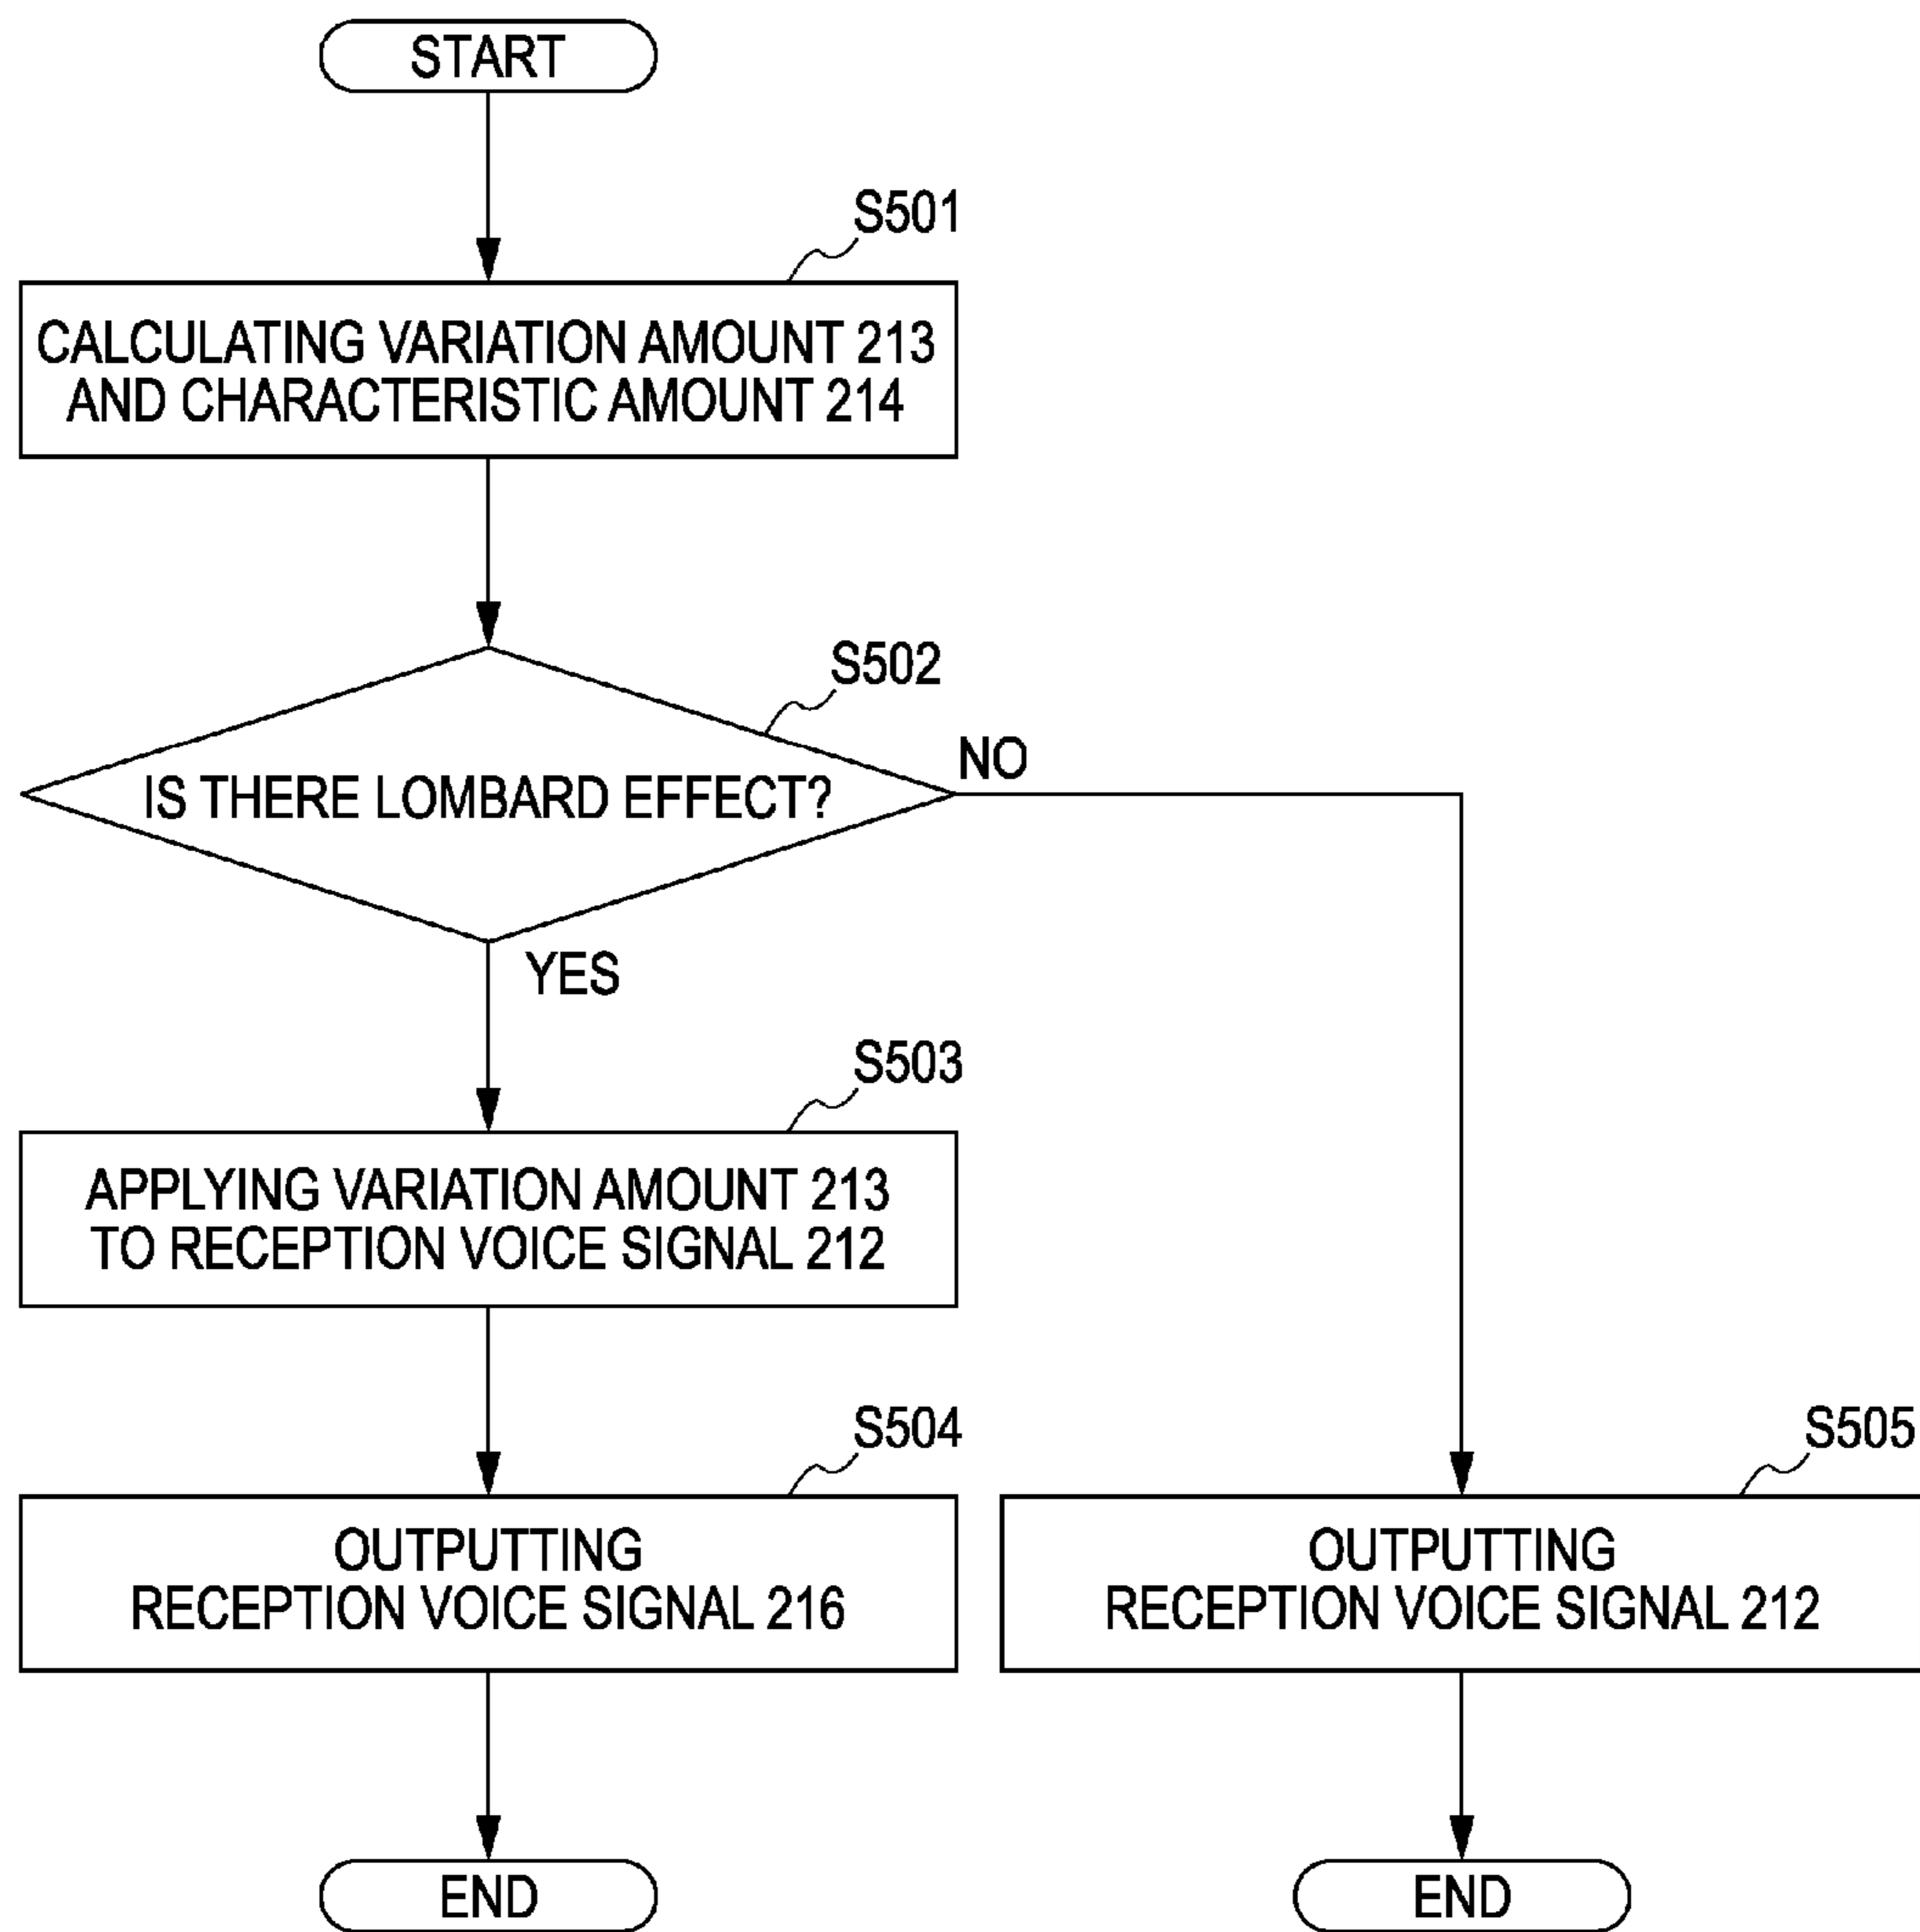 START
S501
CALCULATING VARIATION AMOUNT 213
AND CHARACTERISTIC AMOUNT 214
S502
IS THERE LOMBARD EFFECT?
NO
YES
S503
APPLYING VARIATION AMOUNT 213
TO RECEPTION VOICE SIGNAL 212
S504
OUTPUTTING
RECEPTION VOICE SIGNAL 216
S505
OUTPUTTING
RECEPTION VOICE SIGNAL 212
END
END